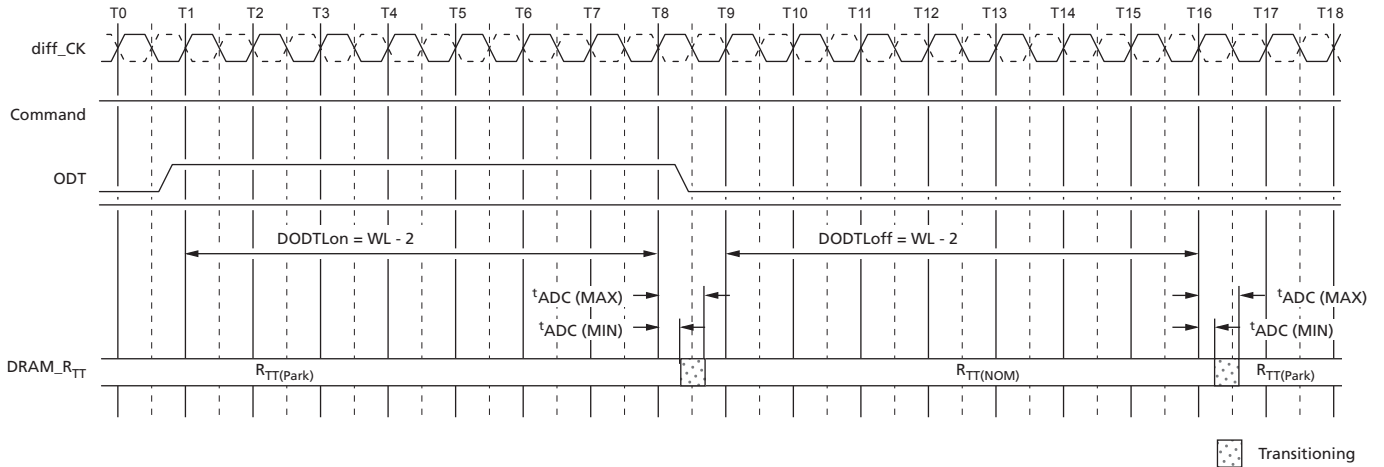 T0 T1 T2 T3 T4 T5 T6 T7 T8 T9 T10 T11 T12 T13 T14 T15 T16 T17 T18
diff_CK
Command
ODT
DODTLon = WL - 2 DODTLoff = WL - 2
tADC (MAX) tADC (MAX)
tADC (MIN) tADC (MIN)
DRAM_RTT RTT(Park) RTT(NOM) RTT(Park)
Transitioning